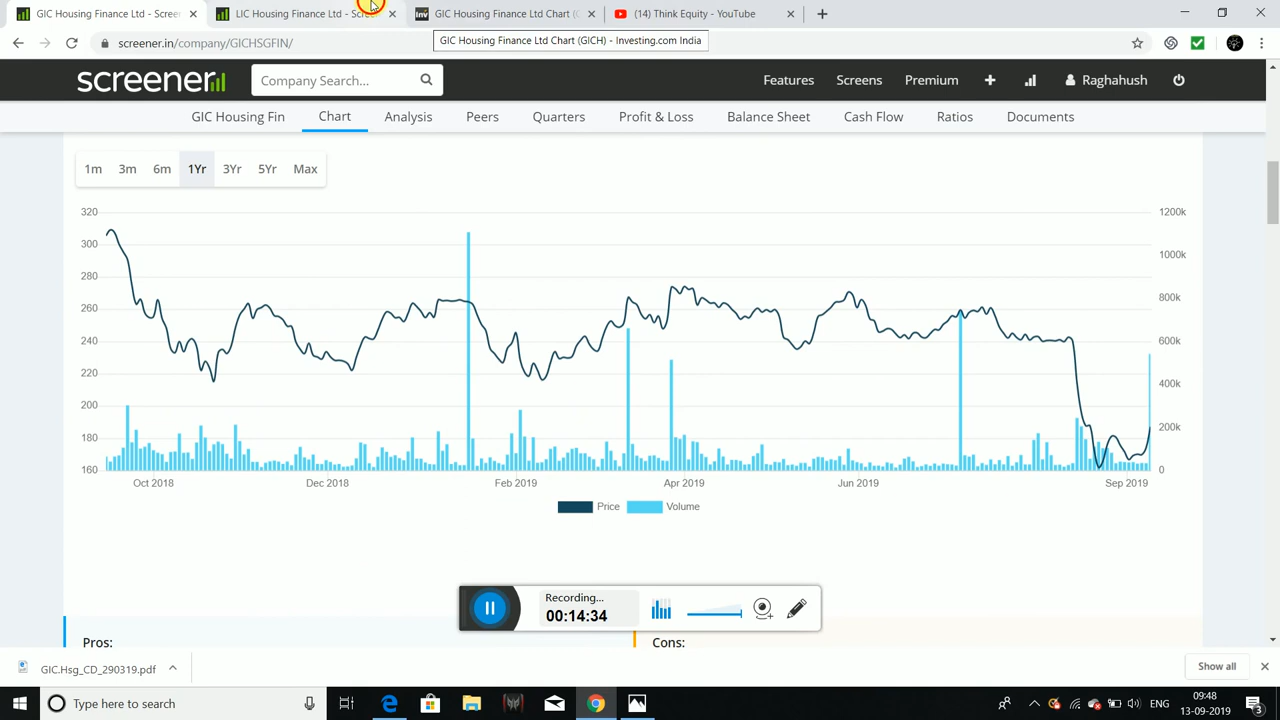 GIC Housing Finance Ltd - Screen
LIC Housing Finance Ltd - Scree
GIC Housing Finance Ltd Chart (G
(14) Think Equity - YouTube
screener.in/company/GICHSGFIN/
GIC Housing Finance Ltd Chart (GICH) - Investing.com India
screener
Company Search...
Features
Screens
Premium
Raghahush
GIC Housing Fin
Chart
Analysis
Peers
Quarters
Profit & Loss
Balance Sheet
Cash Flow
Ratios
Documents
1m 3m 6m 1Yr 3Yr 5Yr Max
320 1200k
300 1000k
280 800k
260
240 600k
220 400k
200
180 200k
160 0
Oct 2018 Dec 2018 Feb 2019 Apr 2019 Jun 2019 Sep 2019
Price Volume
Recording...
00:14:34
Pros:
Cons:
GIC.Hsg_CD_290319.pdf
Show all
Type here to search
ENG
09:48
13-09-2019
3